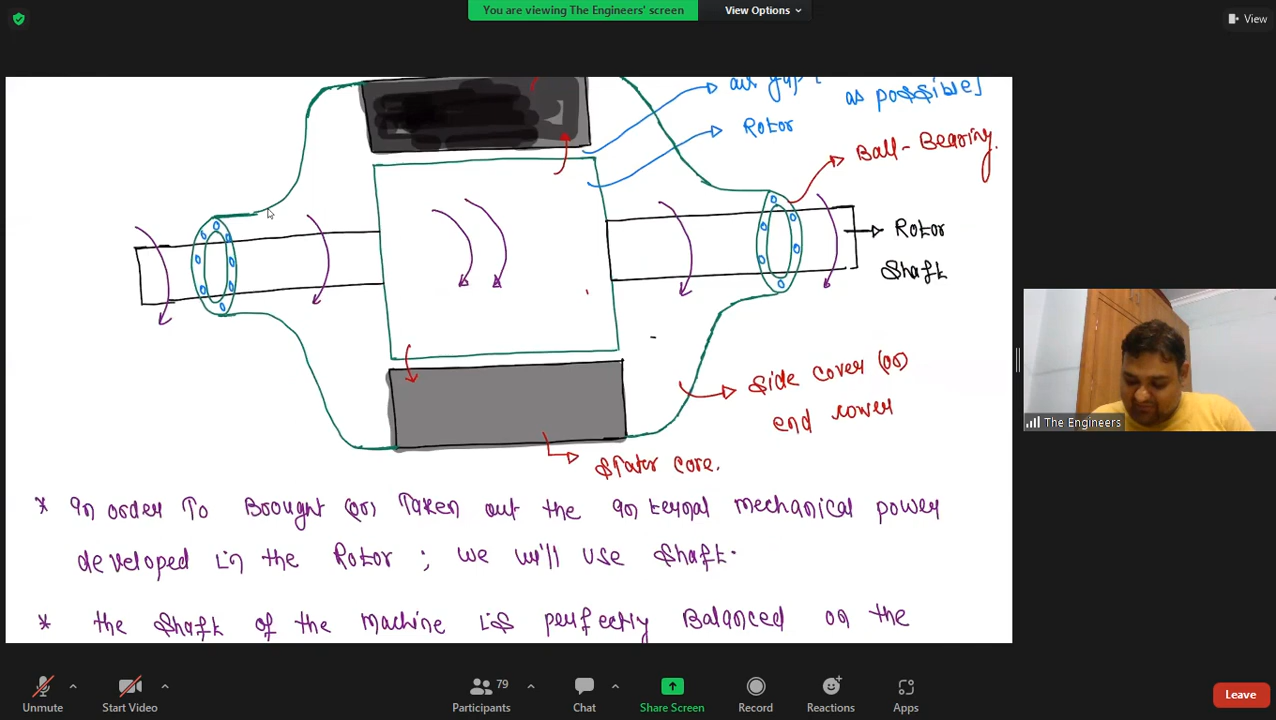 You are viewing The Engineers' screen
View Options
View
air gap [
as possible]
Rotor
Ball-Bearing
Rotor
Shaft
side cover (or)
end cover
Stator core.
The Engineers
* In order To Brought (or) Taken out the internal mechanical power
developed in the Rotor ; we will use shaft.
* the shaft of the machine is perfectly Balanced on the
Unmute
Start Video
79
Participants
Chat
Share Screen
Record
Reactions
Apps
Leave